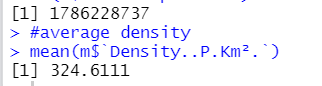 [1] 1786228737
> #average density
> mean(m$`Density..P.Km².`)
[1] 324.6111